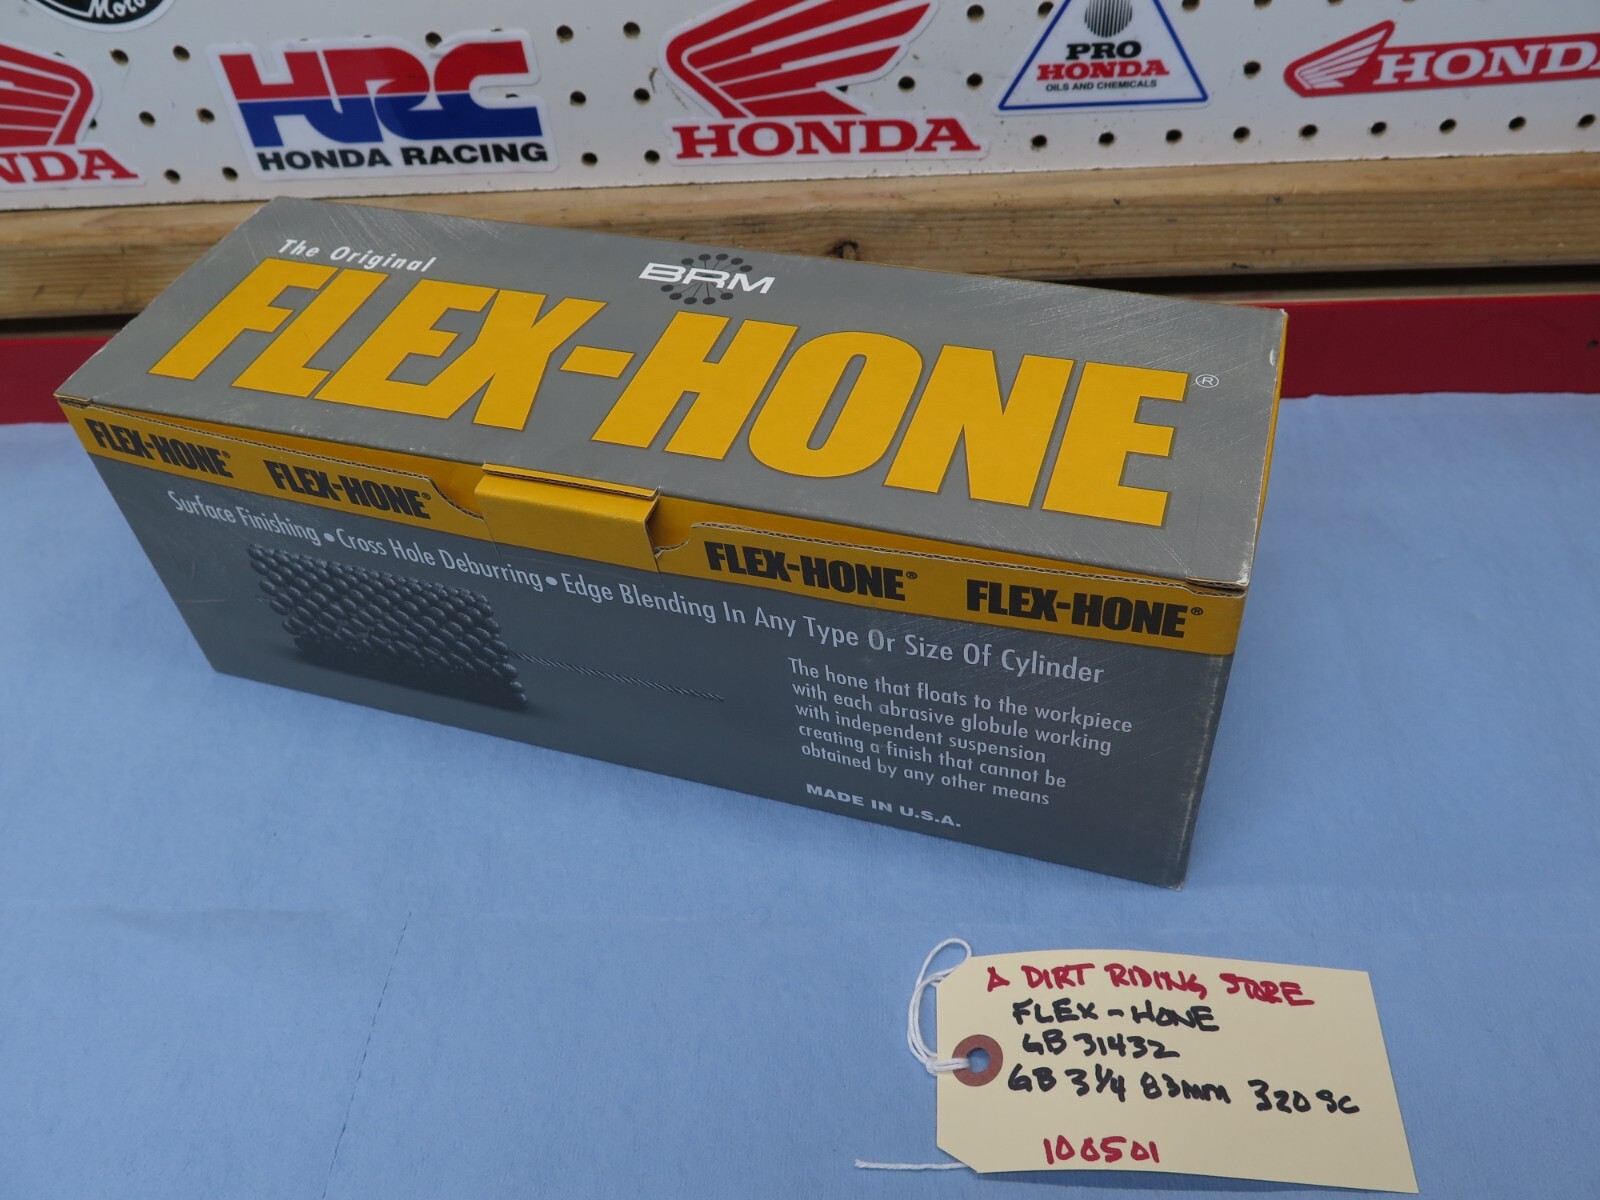 Moto
NDA
HRC
HONDA RACING
HONDA
PRO
HONDA
OILS AND CHEMICALS
HONDA
The Original
BRM
FLEX-HONE®
FLEX-HONE® FLEX-HONE® FLEX-HONE® FLEX-HONE®
Surface Finishing • Cross Hole Deburring • Edge Blending In Any Type Or Size Of Cylinder
The hone that floats to the workpiece
with each abrasive globule working
with independent suspension
creating a finish that cannot be
obtained by any other means
MADE IN U.S.A.
A DIRT RIDING STORE
FLEX-HONE
GB31432
GB 3 1/4 83mm 320 SC
100501